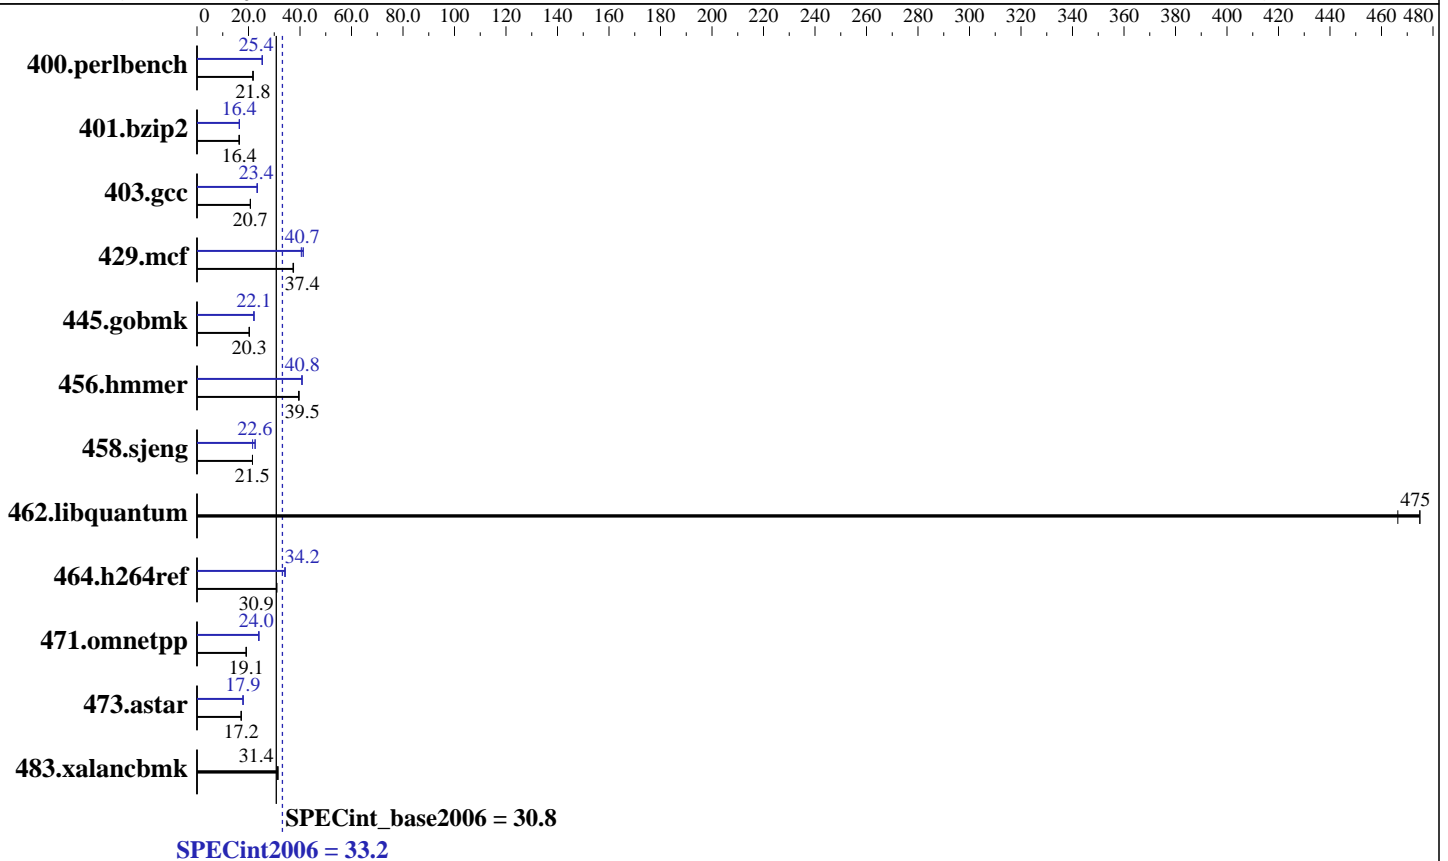 0 20.0 40.0 60.0 80.0 100 120 140 160 180 200 220 240 260 280 300 320 340 360 380 400 420 440 460 480
25.4
400.perlbench
21.8
16.4
401.bzip2
16.4
23.4
403.gcc
20.7
40.7
429.mcf
37.4
22.1
445.gobmk
20.3
40.8
456.hmmer
39.5
22.6
458.sjeng
21.5
475
462.libquantum
34.2
464.h264ref
30.9
24.0
471.omnetpp
19.1
17.9
473.astar
17.2
31.4
483.xalancbmk
SPECint_base2006 = 30.8
SPECint2006 = 33.2